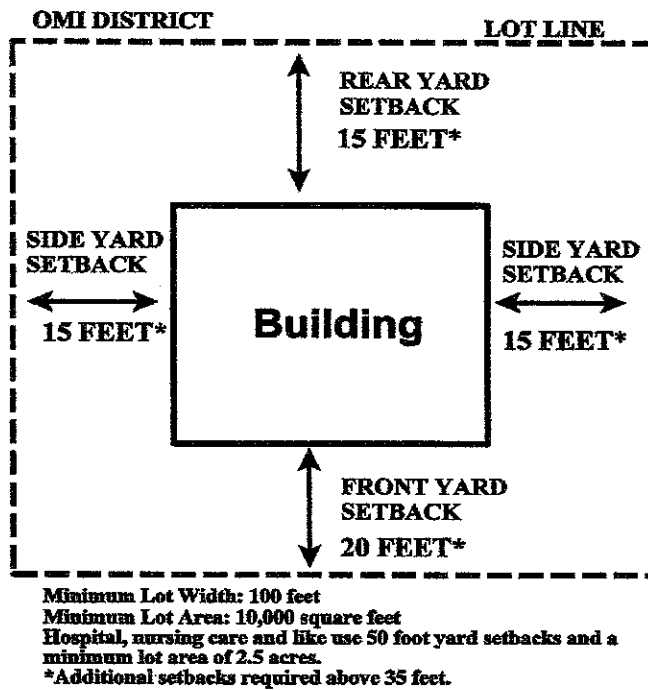 OMI DISTRICT
LOT LINE
REAR YARD
SETBACK
15 FEET*
SIDE YARD
SETBACK
15 FEET*
Building
SIDE YARD
SETBACK
15 FEET*
FRONT YARD
SETBACK
20 FEET*
Minimum Lot Width: 100 feet
Minimum Lot Area: 10,000 square feet
Hospital, nursing care and like use 50 foot yard setbacks and a
minimum lot area of 2.5 acres.
*Additional setbacks required above 35 feet.